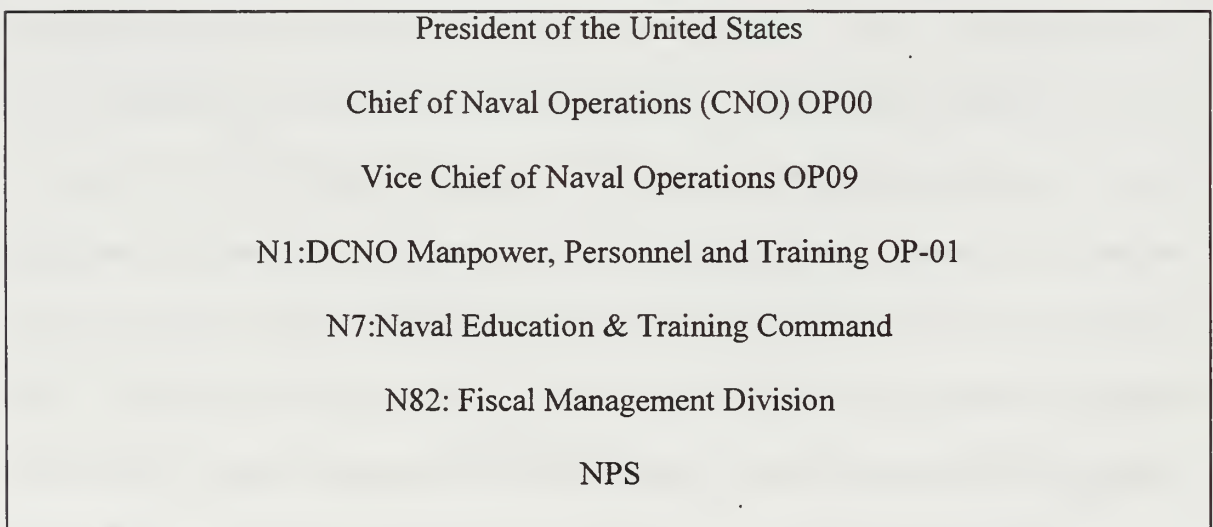 President of the United States
Chief of Naval Operations (CNO) OP00
Vice Chief of Naval Operations OP09
N1:DCNO Manpower, Personnel and Training OP-01
N7:Naval Education & Training Command
N82: Fiscal Management Division
NPS